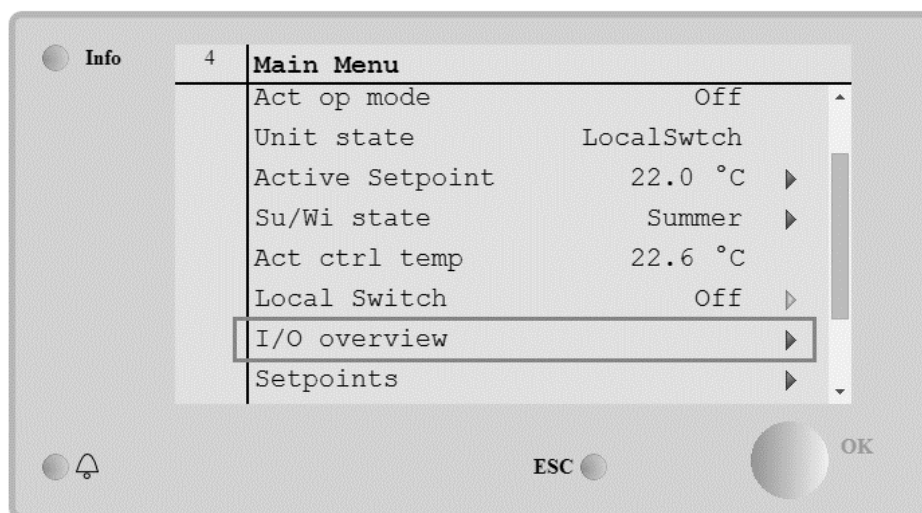 Info
4 Main Menu
Act op mode Off
Unit state LocalSwtch
Active Setpoint 22.0 °C
Su/Wi state Summer
Act ctrl temp 22.6 °C
Local Switch Off
I/O overview
Setpoints
ESC
OK